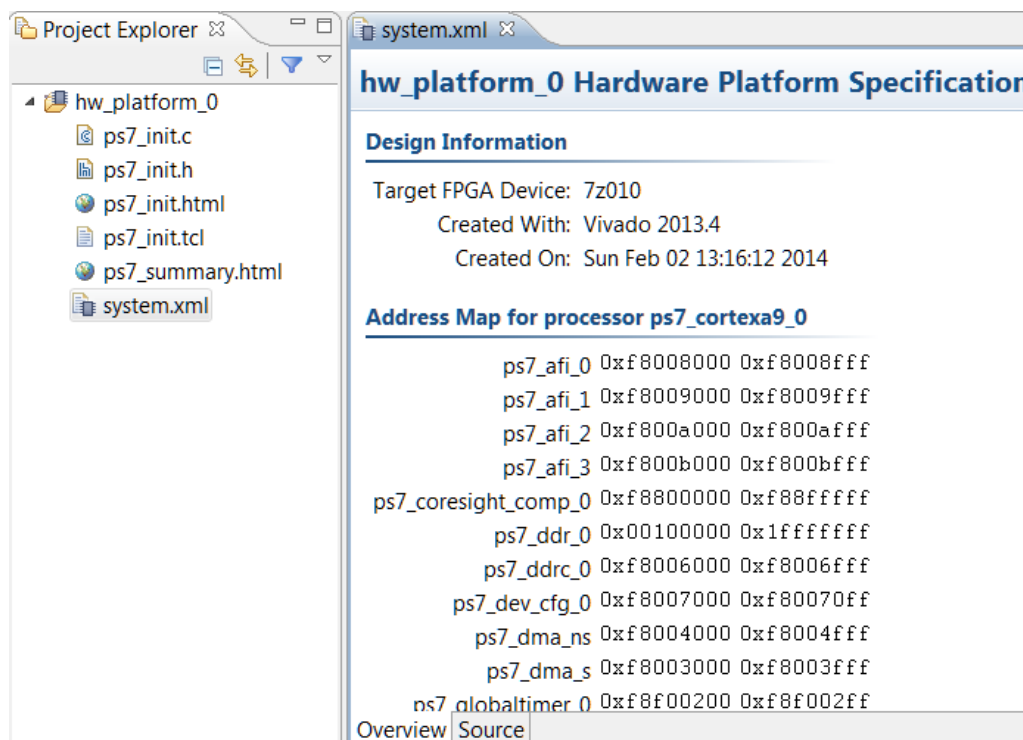 Project Explorer
hw_platform_0
ps7_init.c
ps7_init.h
ps7_init.html
ps7_init.tcl
ps7_summary.html
system.xml
system.xml
hw_platform_0 Hardware Platform Specification
Design Information
Target FPGA Device: 7z010
Created With: Vivado 2013.4
Created On: Sun Feb 02 13:16:12 2014
Address Map for processor ps7_cortexa9_0
ps7_afi_0 0xf8008000 0xf8008fff
ps7_afi_1 0xf8009000 0xf8009fff
ps7_afi_2 0xf800a000 0xf800afff
ps7_afi_3 0xf800b000 0xf800bfff
ps7_coresight_comp_0 0xf8800000 0xf88fffff
ps7_ddr_0 0x00100000 0x1fffffff
ps7_ddrc_0 0xf8006000 0xf8006fff
ps7_dev_cfg_0 0xf8007000 0xf80070ff
ps7_dma_ns 0xf8004000 0xf8004fff
ps7_dma_s 0xf8003000 0xf8003fff
ps7_globaltimer_0 0xf8f00200 0xf8f002ff
Overview Source